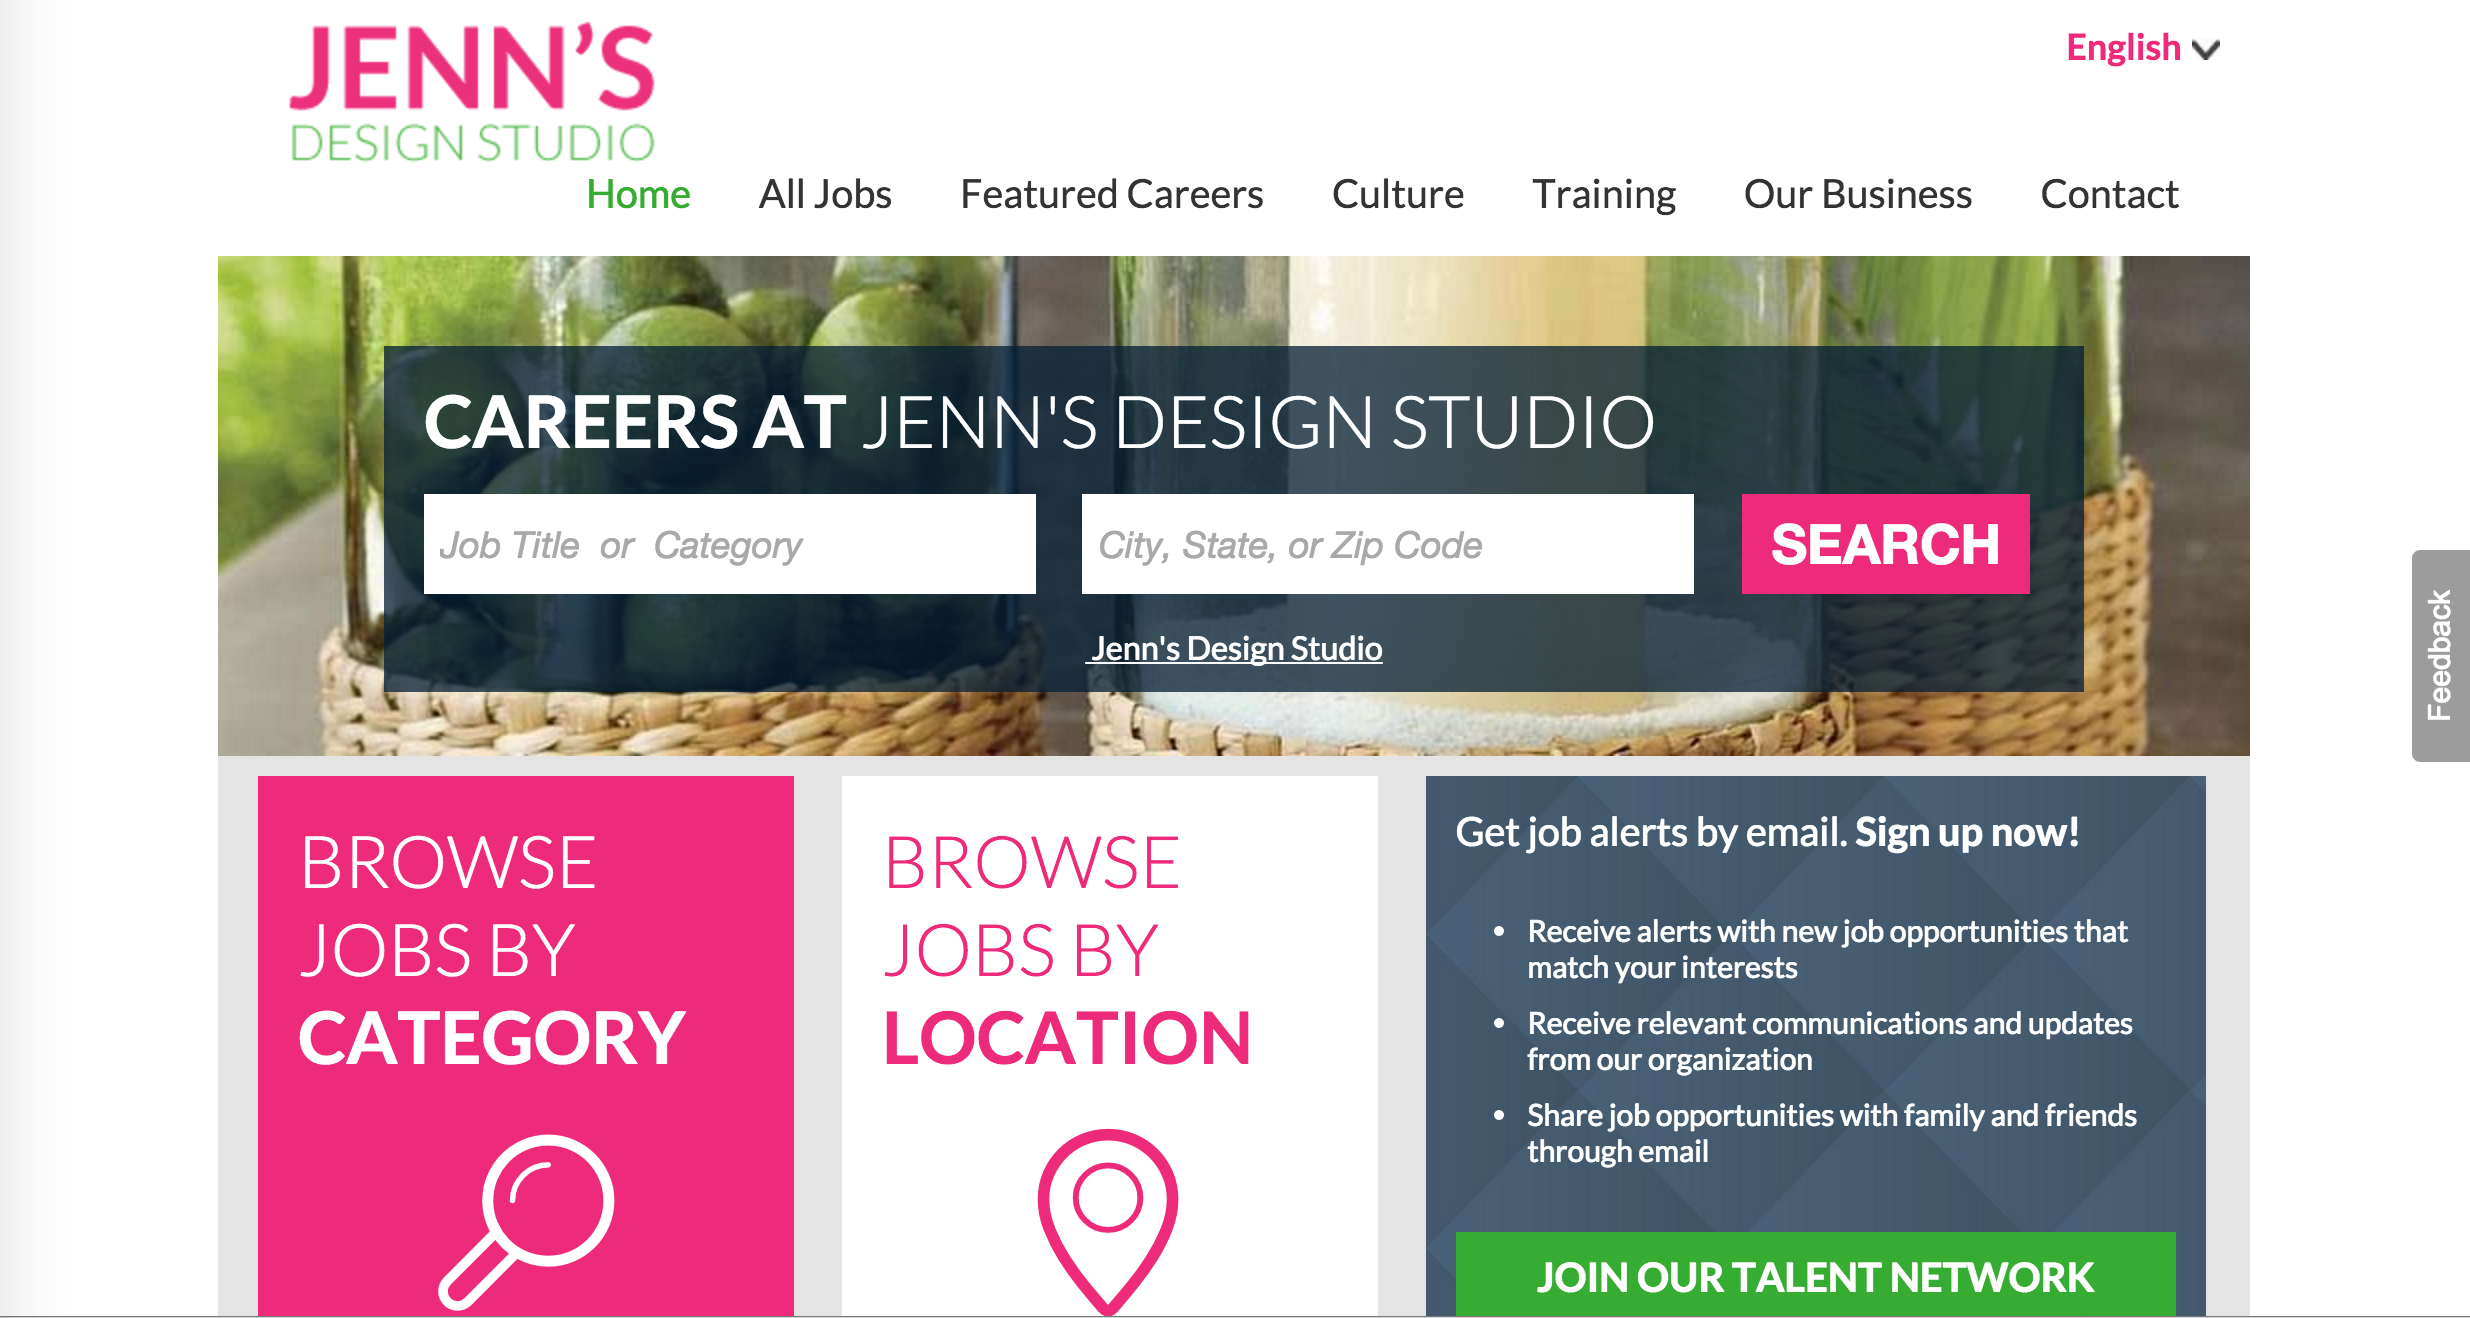 JENN'S
DESIGN STUDIO
English
Home All Jobs Featured Careers Culture Training Our Business Contact
CAREERS AT JENN'S DESIGN STUDIO
Job Title or Category
City, State, or Zip Code
SEARCH
Jenn's Design Studio
Feedback
BROWSE
JOBS BY
CATEGORY
BROWSE
JOBS BY
LOCATION
Get job alerts by email. Sign up now!
• Receive alerts with new job opportunities that
match your interests
• Receive relevant communications and updates
from our organization
• Share job opportunities with family and friends
through email
JOIN OUR TALENT NETWORK